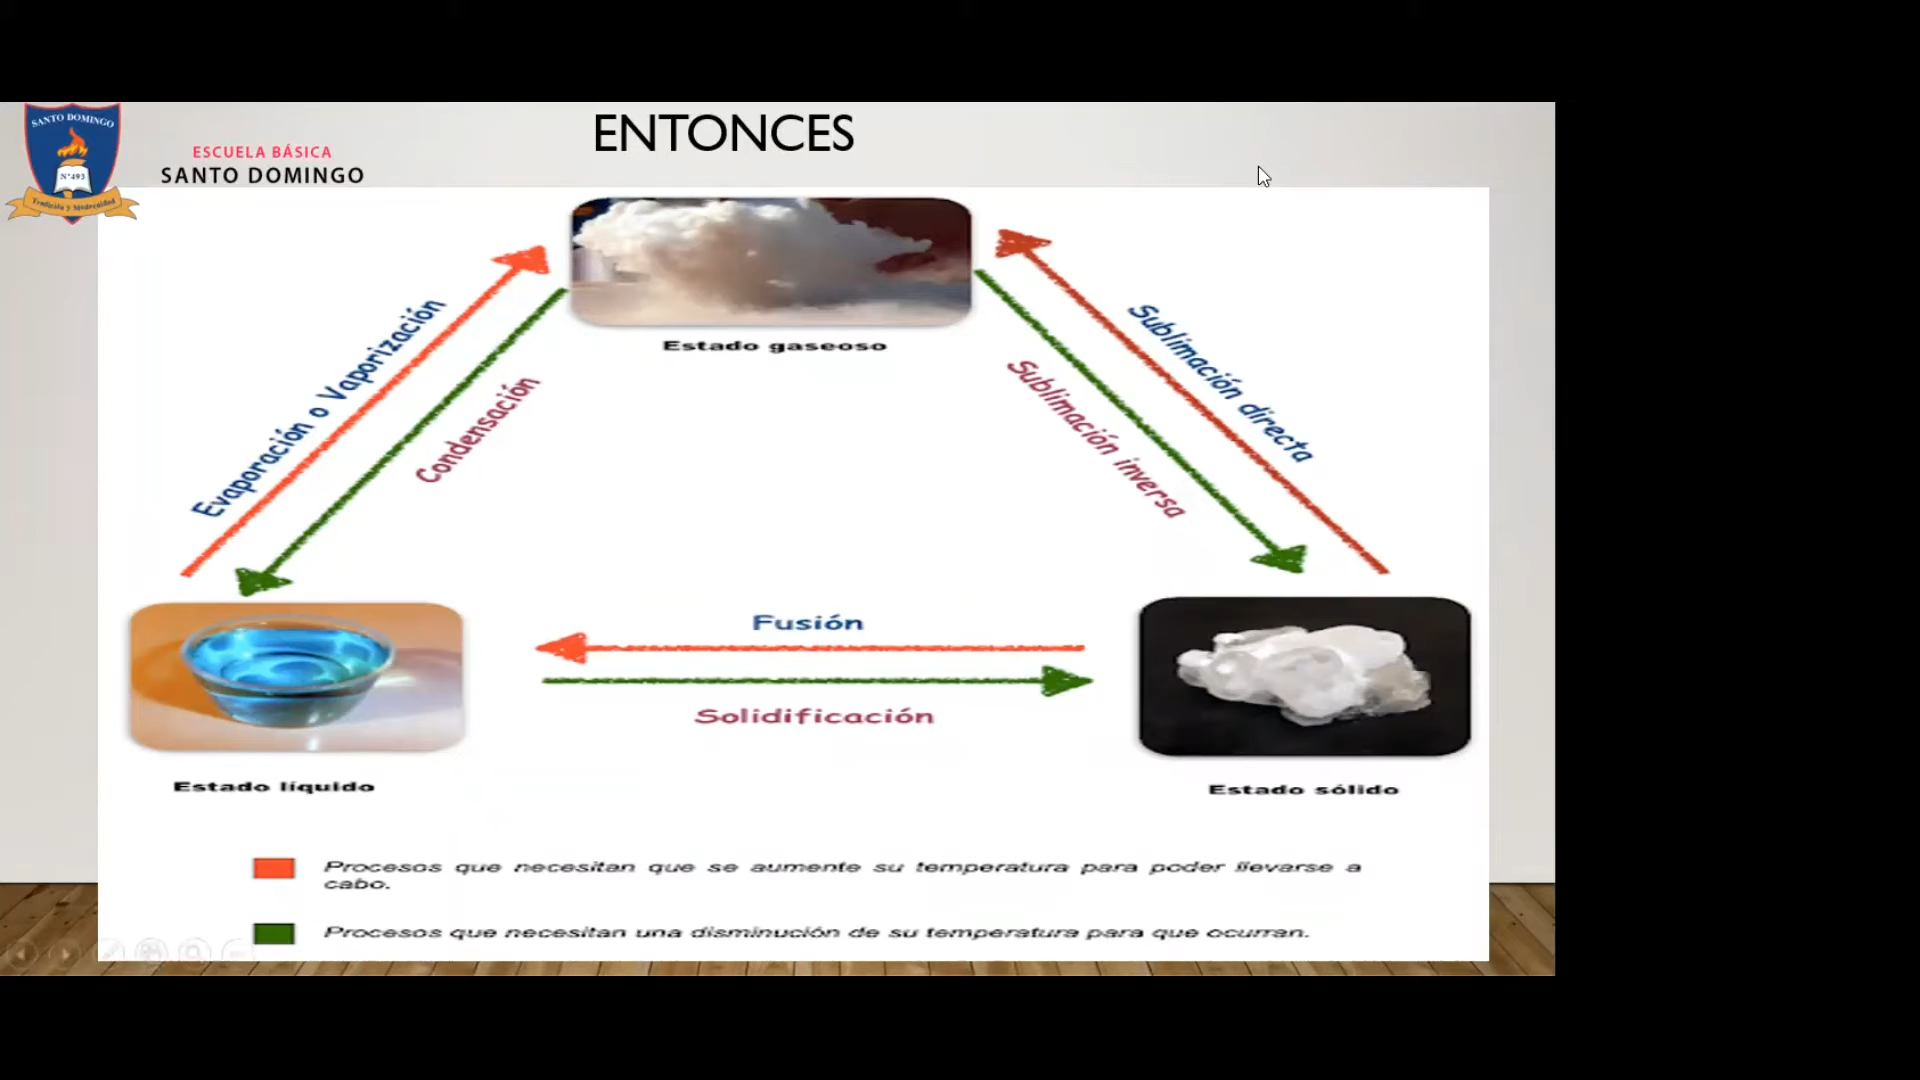 SANTO DOMINGO
N°493
Tradición y Modernidad
ESCUELA BÁSICA
SANTO DOMINGO
ENTONCES
Estado gaseoso
Evaporación o Vaporización
Condensación
Sublimación inversa
Sublimación directa
Fusión
Solidificación
Estado líquido
Estado sólido
Procesos que necesitan que se aumente su temperatura para poder llevarse a
cabo.
Procesos que necesitan una disminución de su temperatura para que ocurran.